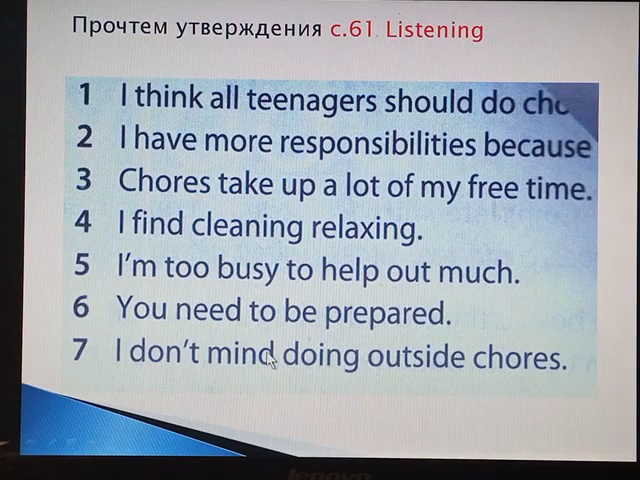 Прочтем утверждения с.61 Listening
1 I think all teenagers should do
2 I have more responsibilities because
3 Chores take up a lot of my free time.
4 I find cleaning relaxing.
5 I'm too busy to help out much.
6 You need to be prepared.
7 I don't mind doing outside chores.
lenovo